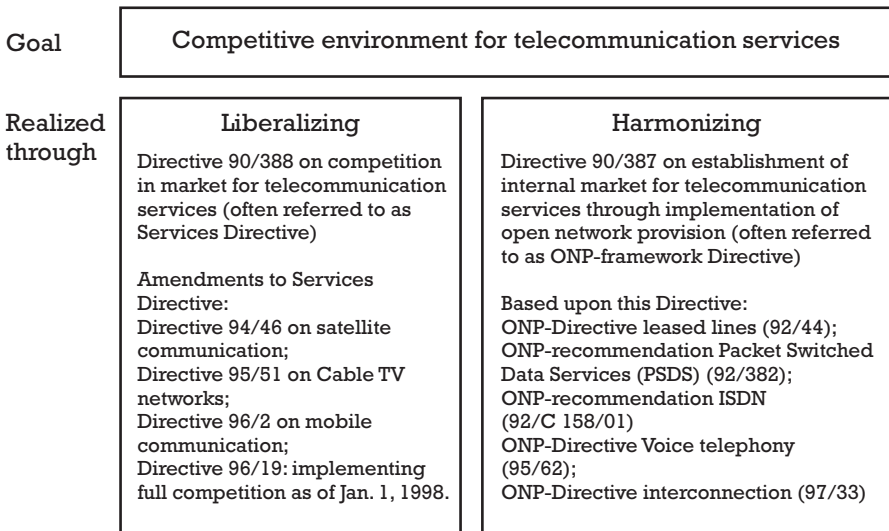 Goal
Competitive environment for telecommunication services
Realized
through
Liberalizing
Directive 90/388 on competition
in market for telecommunication
services (often referred to as
Services Directive)
Amendments to Services
Directive:
Directive 94/46 on satellite
communication;
Directive 95/51 on Cable TV
networks;
Directive 96/2 on mobile
communication;
Directive 96/19: implementing
full competition as of Jan. 1, 1998.
Harmonizing
Directive 90/387 on establishment of
internal market for telecommunication
services through implementation of
open network provision (often referred
to as ONP-framework Directive)
Based upon this Directive:
ONP-Directive leased lines (92/44);
ONP-recommendation Packet Switched
Data Services (PSDS) (92/382);
ONP-recommendation ISDN
(92/C 158/01)
ONP-Directive Voice telephony
(95/62);
ONP-Directive interconnection (97/33)